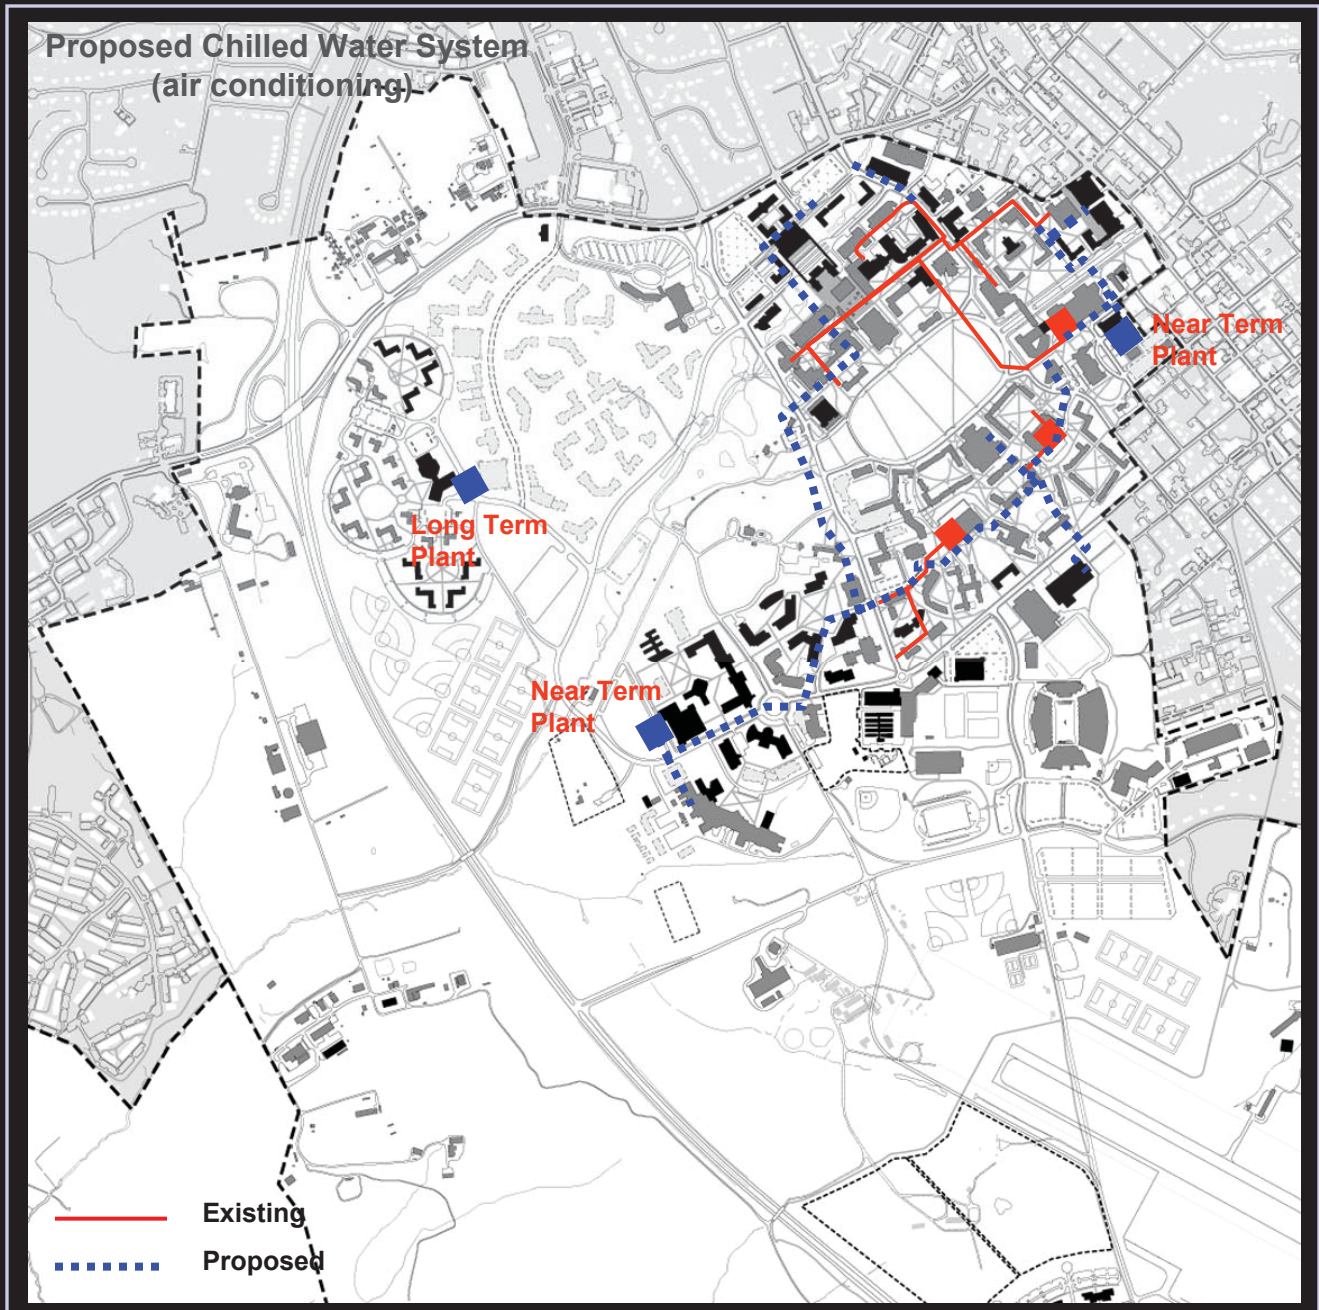 Proposed Chilled Water System
(air conditioning)
Near Term
Plant
Long Term
Plant
Near Term
Plant
Existing
Proposed